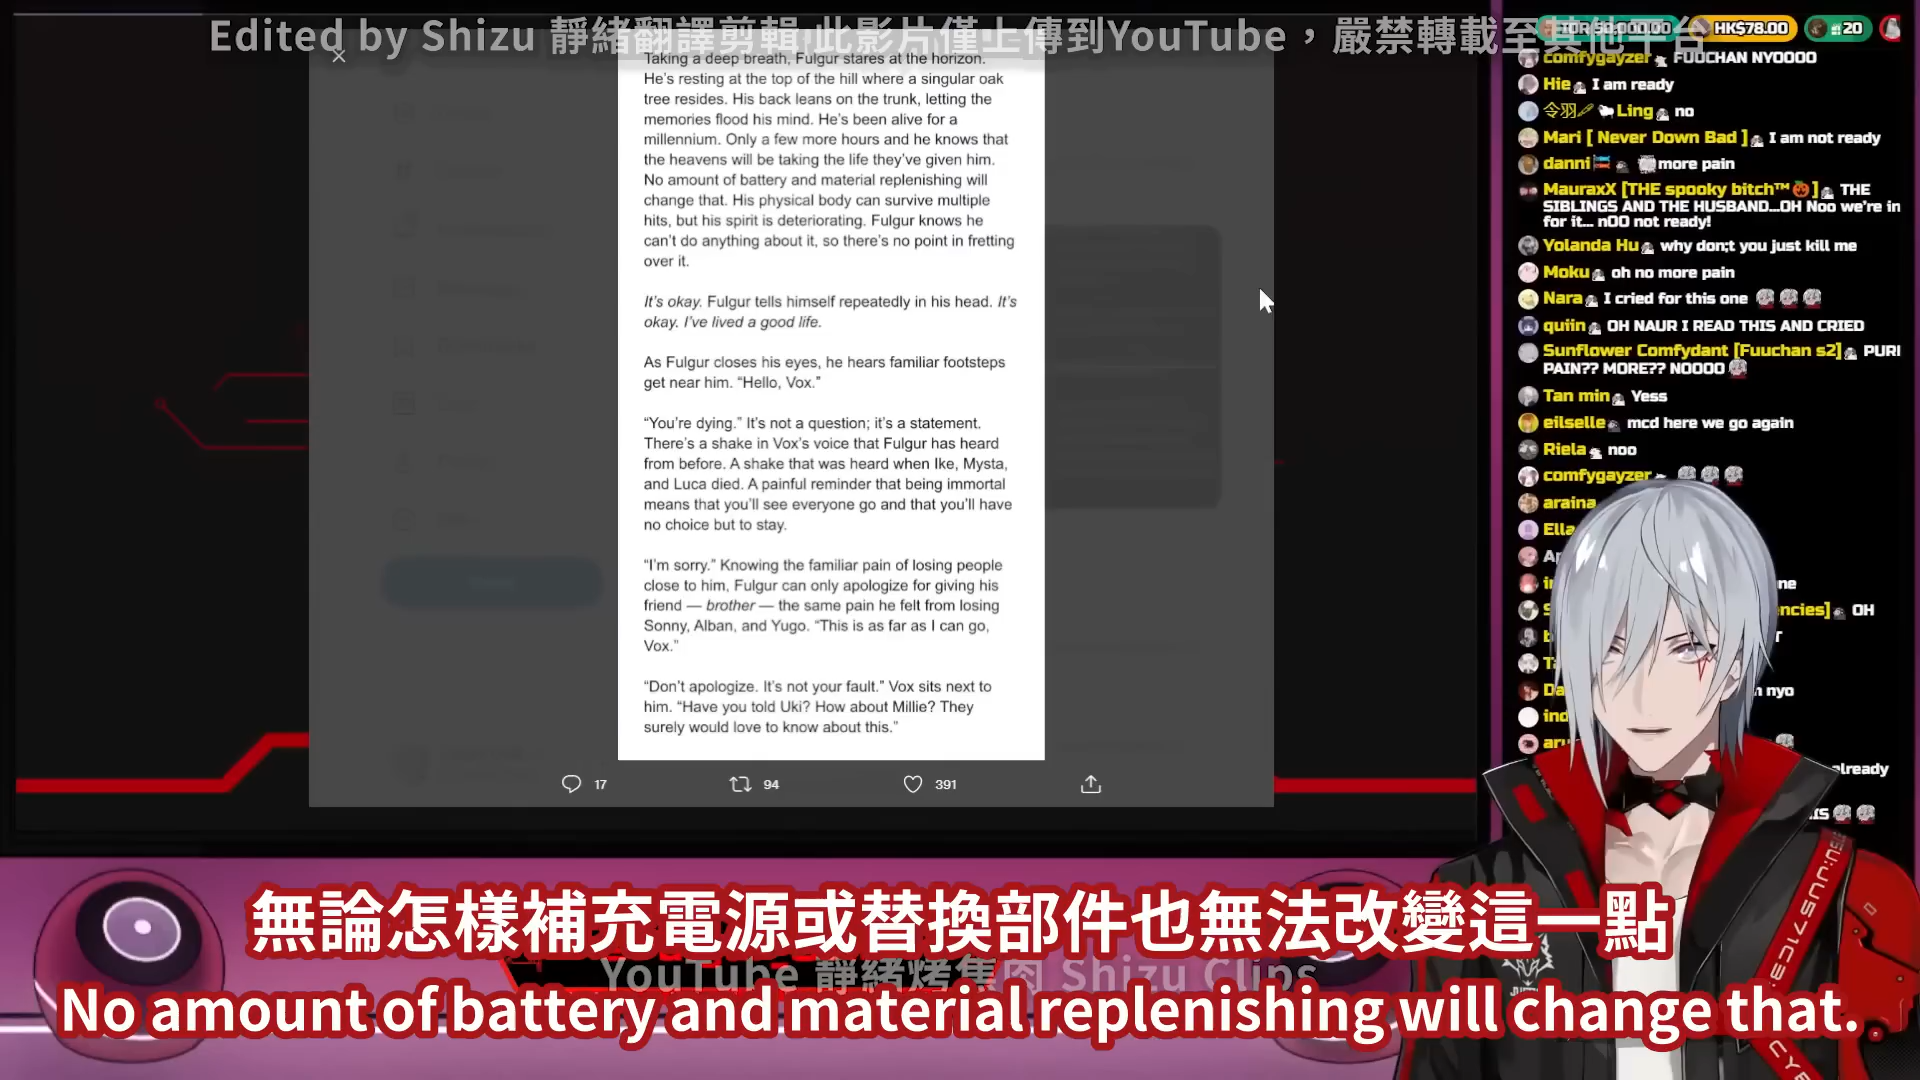 Edited by Shizu 靜緒翻譯剪輯 此影片僅上傳到YouTube，嚴禁轉載至其他平台
HK$78.00
20
Taking a deep breath, Fulgur stares at the horizon.
He's resting at the top of the hill where a singular oak
tree resides. His back leans on the trunk, letting the
memories flood his mind. He's been alive for a
millennium. Only a few more hours and he knows that
the heavens will be taking the life they've given him.
No amount of battery and material replenishing will
change that. His physical body can survive multiple
hits, but his spirit is deteriorating. Fulgur knows he
can't do anything about it, so there's no point in fretting
over it.
It's okay. Fulgur tells himself repeatedly in his head. It's
okay. I've lived a good life.
As Fulgur closes his eyes, he hears familiar footsteps
get near him. “Hello, Vox.”
“You're dying.” It's not a question; it's a statement.
There's a shake in Vox's voice that Fulgur has heard
from before. A shake that was heard when Ike, Mysta,
and Luca died. A painful reminder that being immortal
means that you'll see everyone go and that you'll have
no choice but to stay.
“I'm sorry.” Knowing the familiar pain of losing people
close to him, Fulgur can only apologize for giving his
friend — brother — the same pain he felt from losing
Sonny, Alban, and Yugo. “This is as far as I can go,
Vox.”
“Don't apologize. It's not your fault.” Vox sits next to
him. “Have you told Uki? How about Millie? They
surely would love to know about this.”
17 94 391
comfygayzer FUUCHAN NYOOOO
Hie I am ready
令羽 Ling no
Mari [ Never Down Bad ] I am not ready
danni more pain
MauraxX [THE spooky bitch™ ] THE
SIBLINGS AND THE HUSBAND...OH Noo we're in
for it... nOO not ready!
Yolanda Hu why don;t you just kill me
Moku oh no more pain
Nara I cried for this one
quiin OH NAUR I READ THIS AND CRIED
Sunflower Comfydant [Fuuchan s2] PUR
PAIN?? MORE?? NOOOO
Tan min Yess
eilselle mcd here we go again
Riela noo
comfygayzer
araina
Ella
ncies] OH
nyo
already
無論怎樣補充電源或替換部件也無法改變這一點
YouTube 靜緒烤焦肉 Shizu Clips
No amount of battery and material replenishing will change that.